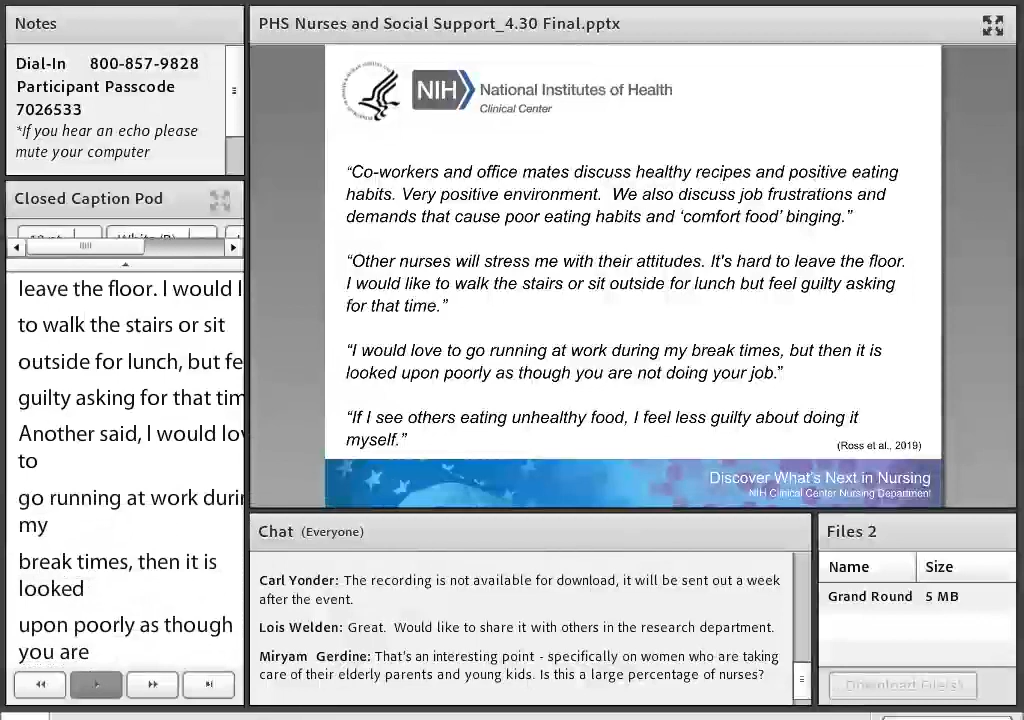 Notes
Dial-In 800-857-9828
Participant Passcode
7026533
*If you hear an echo please
mute your computer
Closed Caption Pod
leave the floor. I would l
to walk the stairs or sit
outside for lunch, but fe
guilty asking for that tim
Another said, I would lov
to
go running at work durin
my
break times, then it is
looked
upon poorly as though
you are
PHS Nurses and Social Support_4.30 Final.pptx
NIH National Institutes of Health
Clinical Center
“Co-workers and office mates discuss healthy recipes and positive eating
habits. Very positive environment. We also discuss job frustrations and
demands that cause poor eating habits and ‘comfort food’ binging.”
“Other nurses will stress me with their attitudes. It's hard to leave the floor.
I would like to walk the stairs or sit outside for lunch but feel guilty asking
for that time.”
“I would love to go running at work during my break times, but then it is
looked upon poorly as though you are not doing your job.”
“If I see others eating unhealthy food, I feel less guilty about doing it
myself.”
(Ross et al., 2019)
Discover What's Next in Nursing
NIH Clinical Center Nursing Department
Chat (Everyone)
Carl Yonder: The recording is not available for download, it will be sent out a week
after the event.
Lois Welden: Great. Would like to share it with others in the research department.
Miryam Gerdine: That's an interesting point - specifically on women who are taking
care of their elderly parents and young kids. Is this a large percentage of nurses?
Files 2
Name Size
Grand Round 5 MB
Download File(s)